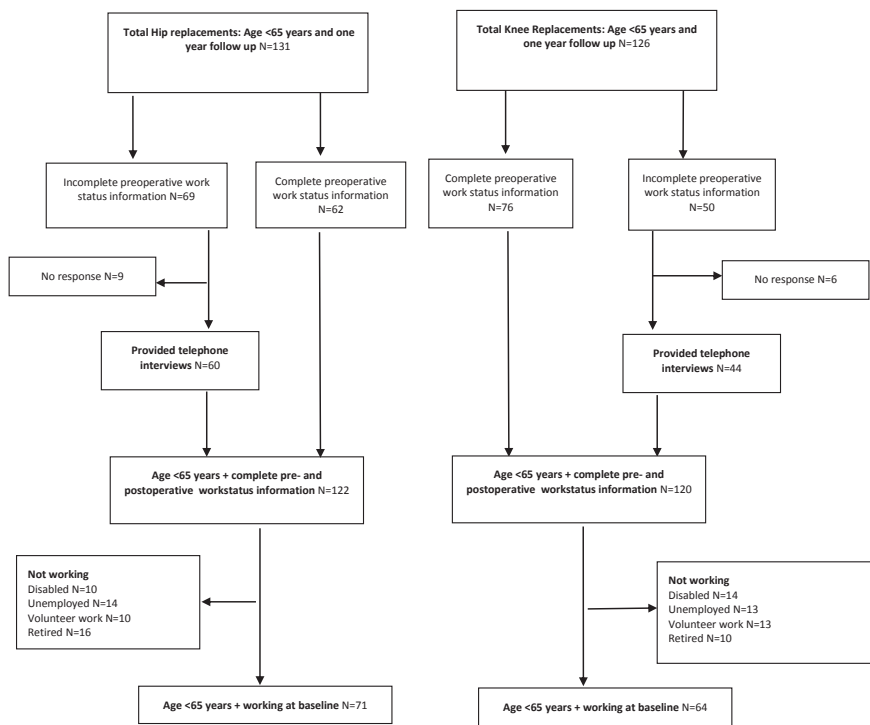 Total Hip replacements: Age <65 years and one
year follow up N=131
Total Knee Replacements: Age <65 years and
one year follow up N=126
Incomplete preoperative work
status information N=69
Complete preoperative
work status information
N=62
Complete preoperative
work status information
N=76
Incomplete preoperative work
status information
N=50
No response N=9
No response N=6
Provided telephone
interviews N=60
Provided telephone
interviews N=44
Age <65 years + complete pre- and
postoperative workstatus information N=122
Age <65 years + complete pre- and
postoperative workstatus information N=120
Not working
Disabled N=10
Unemployed N=14
Volunteer work N=10
Retired N=16
Not working
Disabled N=14
Unemployed N=13
Volunteer work N=13
Retired N=10
Age <65 years + working at baseline N=71
Age <65 years + working at baseline N=64